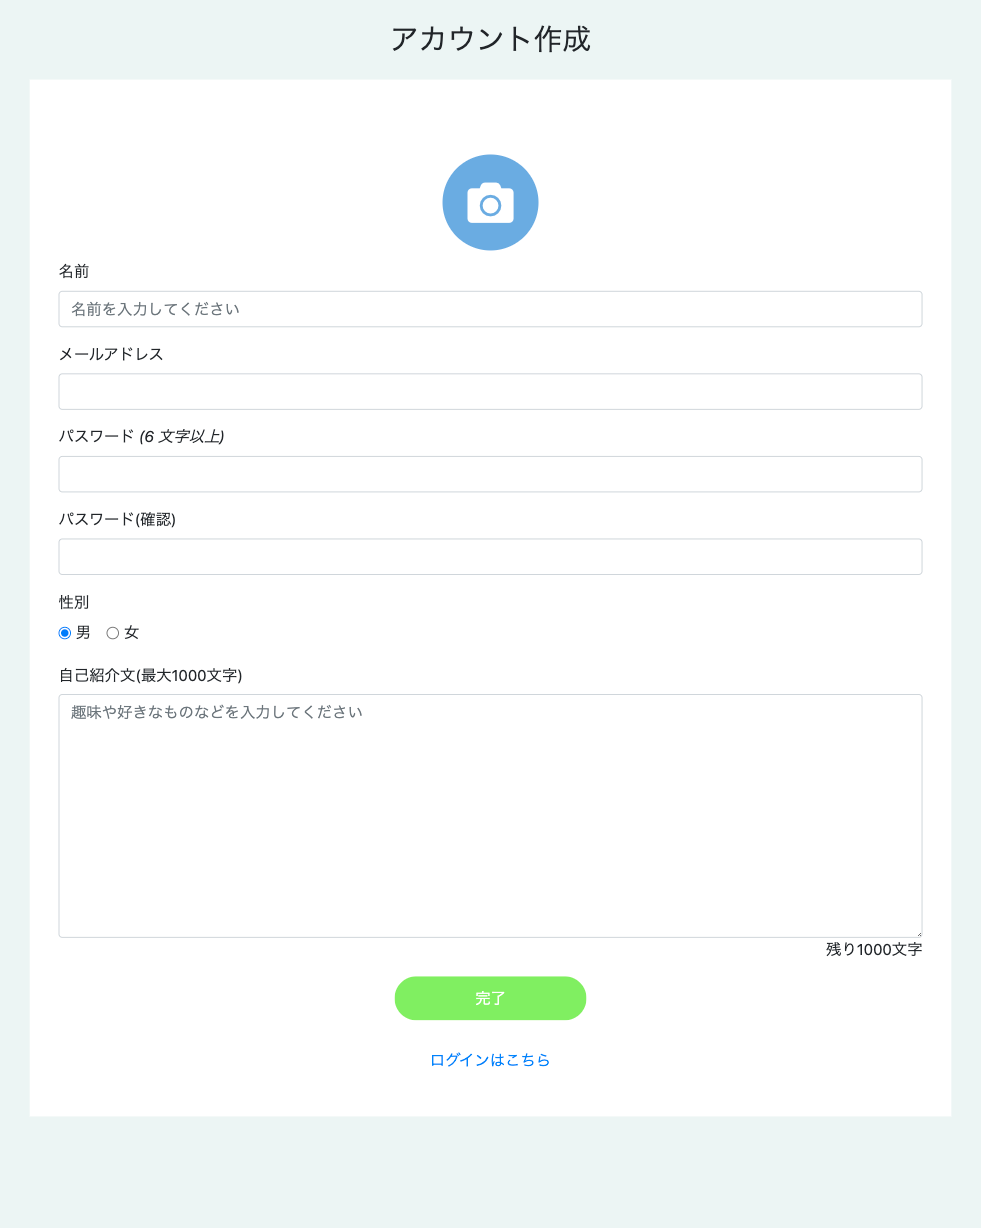 アカウント作成
名前
名前を入力してください
メールアドレス
パスワード (6 文字以上)
パスワード(確認)
性別
男 女
自己紹介文(最大1000文字)
趣味や好きなものなどを入力してください
残り1000文字
完了
ログインはこちら